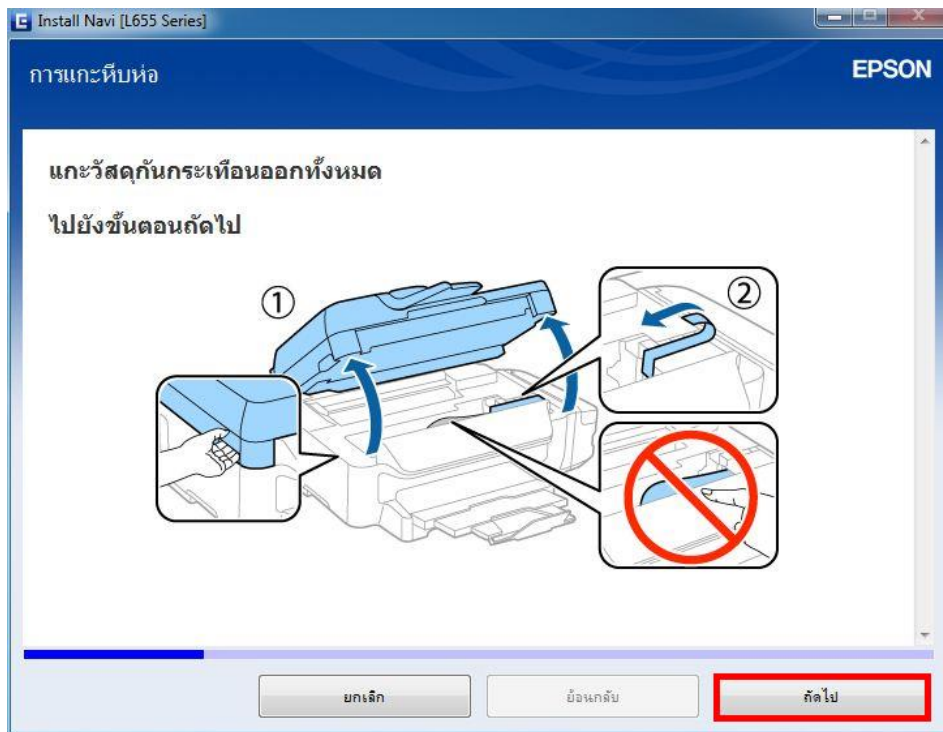 Install Navi [L655 Series]
การแกะหีบห่อ
EPSON
แกะวัสดุกันกระเทือนออกทั้งหมด
ไปยังขั้นตอนถัดไป
①
②
ยกเลิก
ย้อนกลับ
ถัดไป